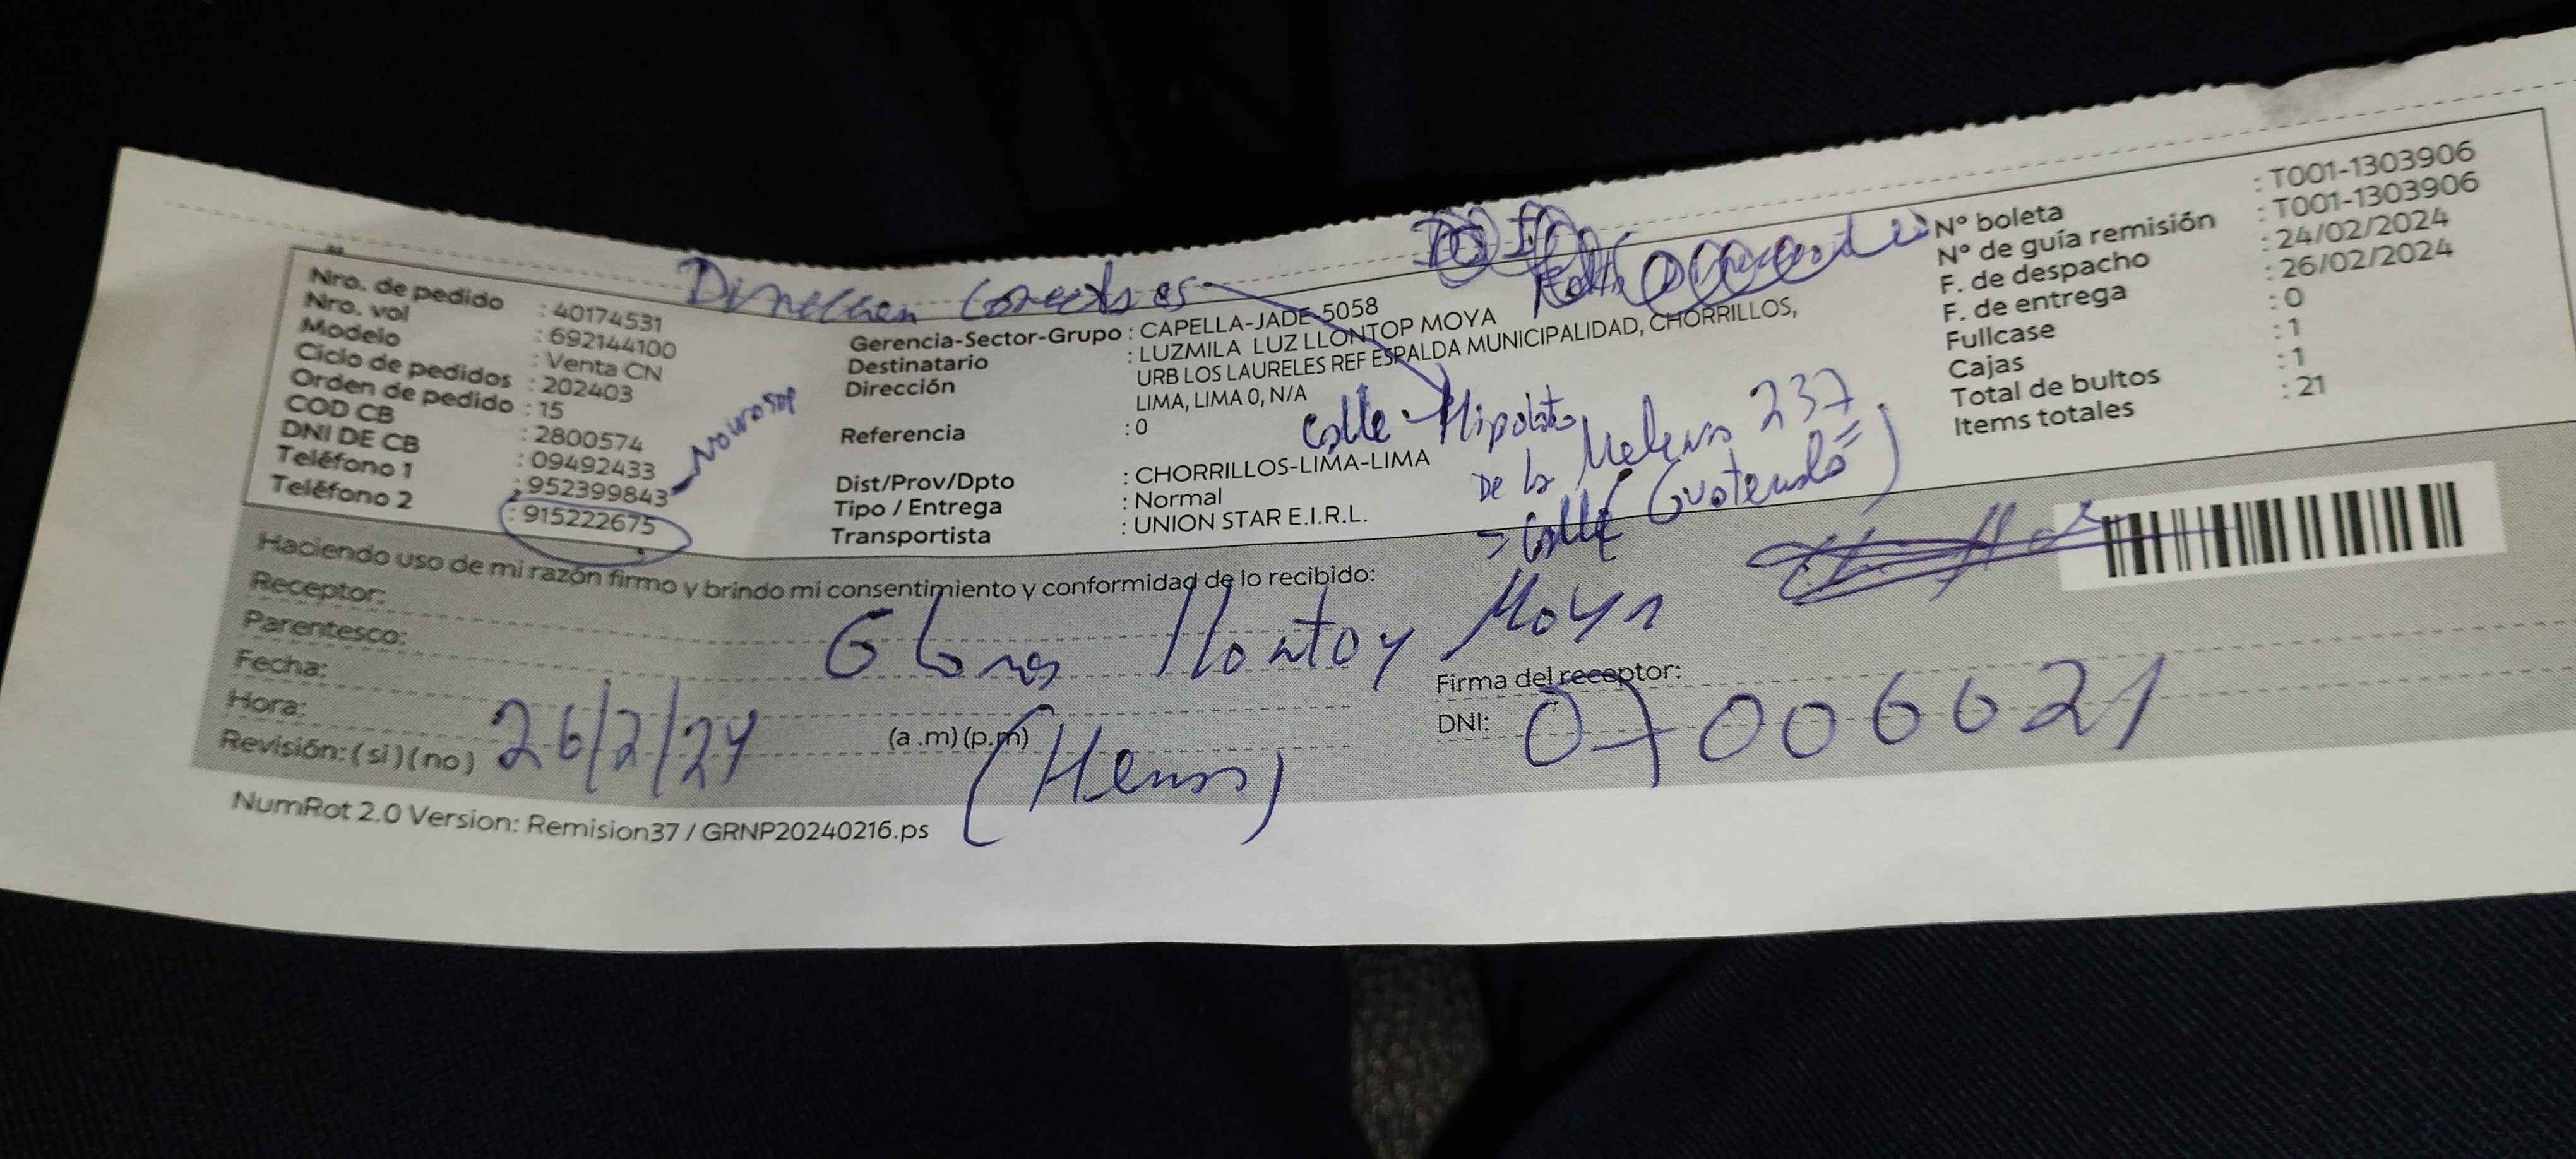 Nro. de pedido : 40174531
Nro. vol : 692144100
Modelo : Venta CN
Ciclo de pedidos : 202403
Orden de pedido : 15
COD CB : 2800574
DNI DE CB : 09492433
Teléfono 1 : 952399843
Teléfono 2 : 915222675
Gerencia-Sector-Grupo : CAPELLA-JADE-5058
Destinatario : LUZMILA LUZ LLONTOP MOYA
Dirección URB LOS LAURELES REF ESPALDA MUNICIPALIDAD, CHORRILLOS,
LIMA, LIMA 0, N/A
Referencia : 0
Calle Hipolito
De la 237
Calle
Dist/Prov/Dpto : CHORRILLOS-LIMA-LIMA
Tipo / Entrega : Normal
Transportista : UNION STAR E.I.R.L.
N° boleta : T001-1303906
N° de guía remisión : T001-1303906
F. de despacho : 24/02/2024
F. de entrega : 26/02/2024
Fullcase : 0
Cajas : 1
Total de bultos : 1
Items totales : 21
Haciendo uso de mi razón firmo y brindo mi consentimiento y conformidad de lo recibido:
Receptor:
Parentesco:
Moya
Fecha:
Firma del receptor:
Hora: (a .m) (p.m)
DNI: 07006621
Revisión: (si) (no) 26/2/24
NumRot 2.0 Version: Remision37 / GRNP20240216.ps